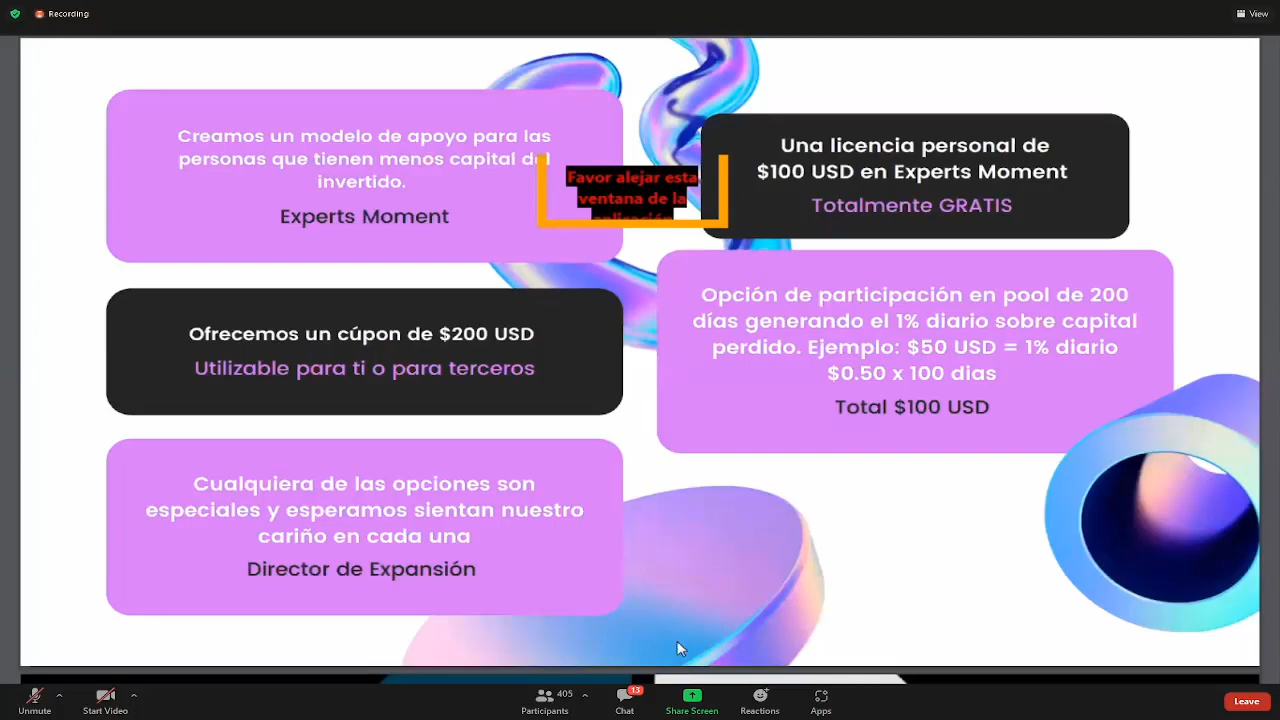 Recording
View
Creamos un modelo de apoyo para las
personas que tienen menos capital del
invertido.
Experts Moment
Favor alejar esta
ventana de la
aplicación
Una licencia personal de
$100 USD en Experts Moment
Totalmente GRATIS
Ofrecemos un cúpon de $200 USD
Utilizable para ti o para terceros
Opción de participación en pool de 200
días generando el 1% diario sobre capital
perdido. Ejemplo: $50 USD = 1% diario
$0.50 x 100 dias
Total $100 USD
Cualquiera de las opciones son
especiales y esperamos sientan nuestro
cariño en cada una
Director de Expansión
Unmute
Start Video
405
Participants
13
Chat
Share Screen
Reactions
Apps
Leave